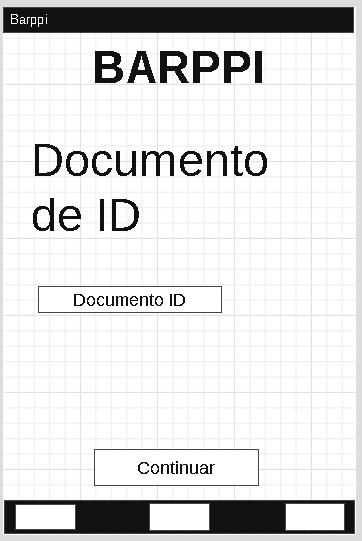 Barppi
BARPPI
Documento
de ID
Documento ID
Continuar